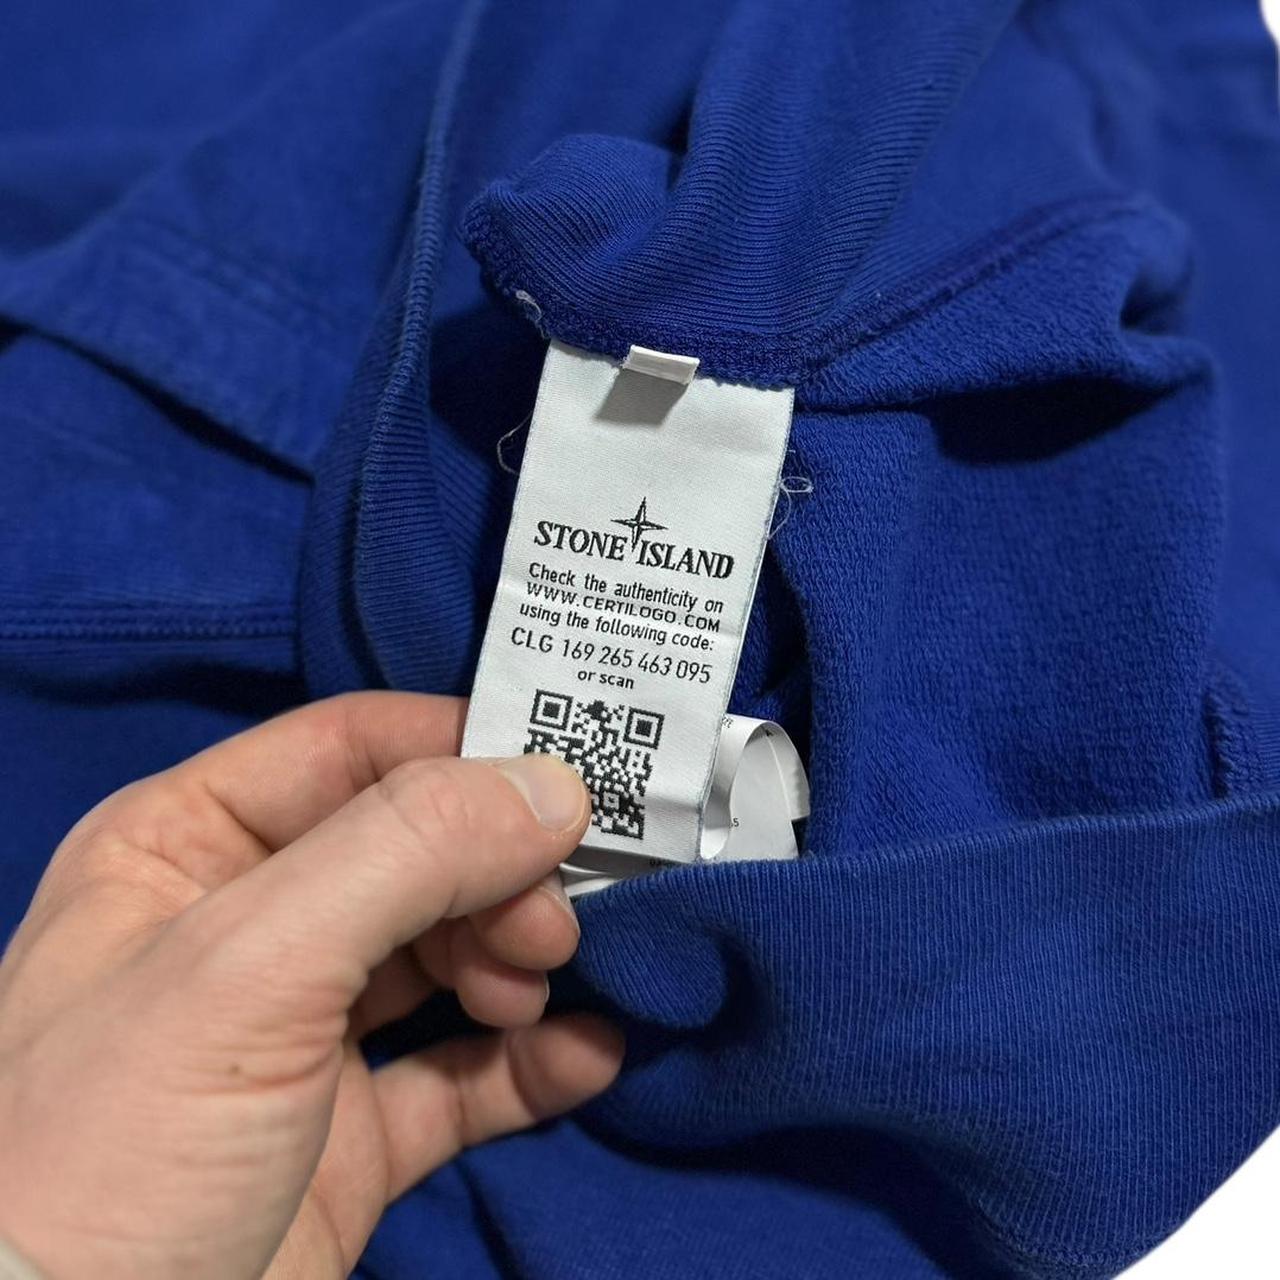 STONE ISLAND
Check the authenticity on
WWW.CERTILOGO.COM
using the following code:
CLG 169 265 463 095
or scan